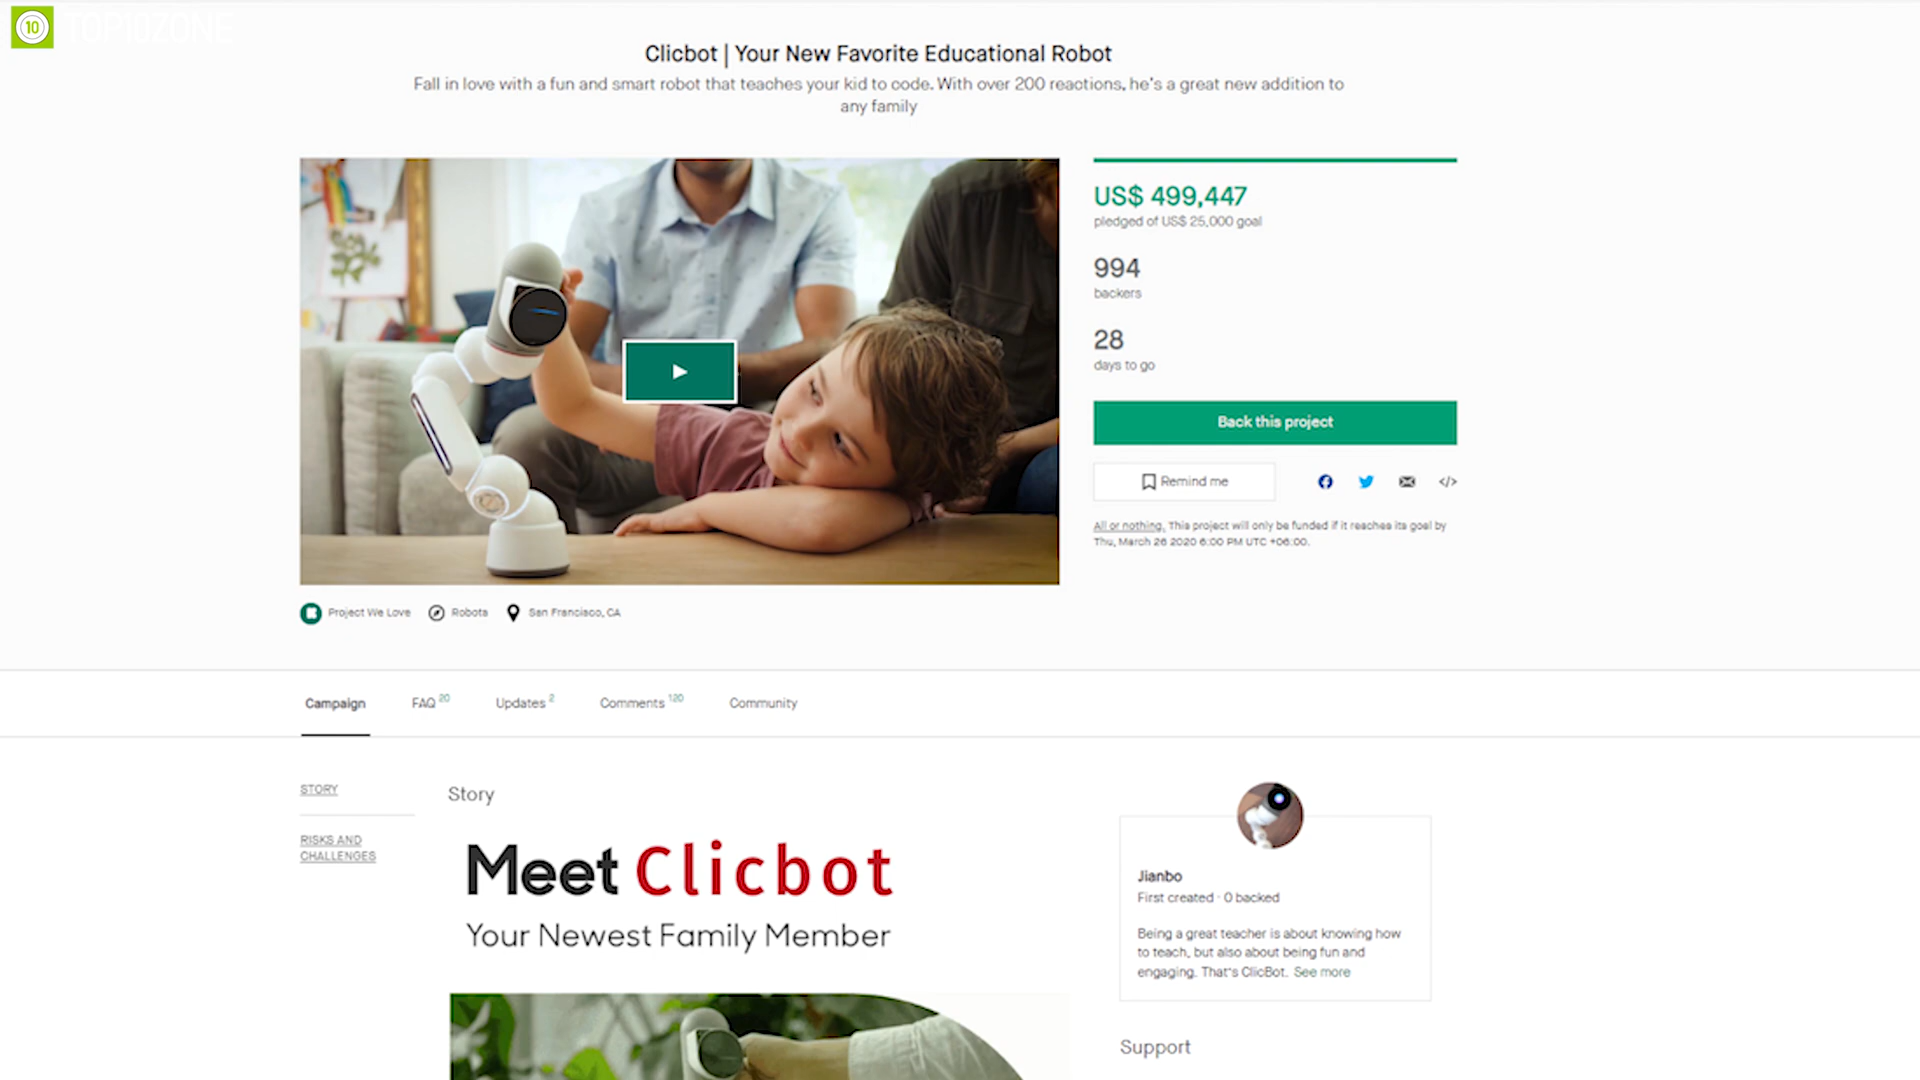 10 TOP10ZONE
Clicbot | Your New Favorite Educational Robot
Fall in love with a fun and smart robot that teaches your kid to code. With over 200 reactions, he's a great new addition to
any family
US$ 499,447
pledged of US$ 25,000 goal
994
backers
28
days to go
Back this project
Remind me
All or nothing. This project will only be funded if it reaches its goal by
Thu, March 26 2020 6:00 PM UTC +06:00.
Project We Love Robots San Francisco, CA
Campaign FAQ 20 Updates 2 Comments 120 Community
STORY
RISKS AND
CHALLENGES
Story
Meet Clicbot
Your Newest Family Member
Jianbo
First created · 0 backed
Being a great teacher is about knowing how
to teach, but also about being fun and
engaging. That's ClicBot. See more
Support